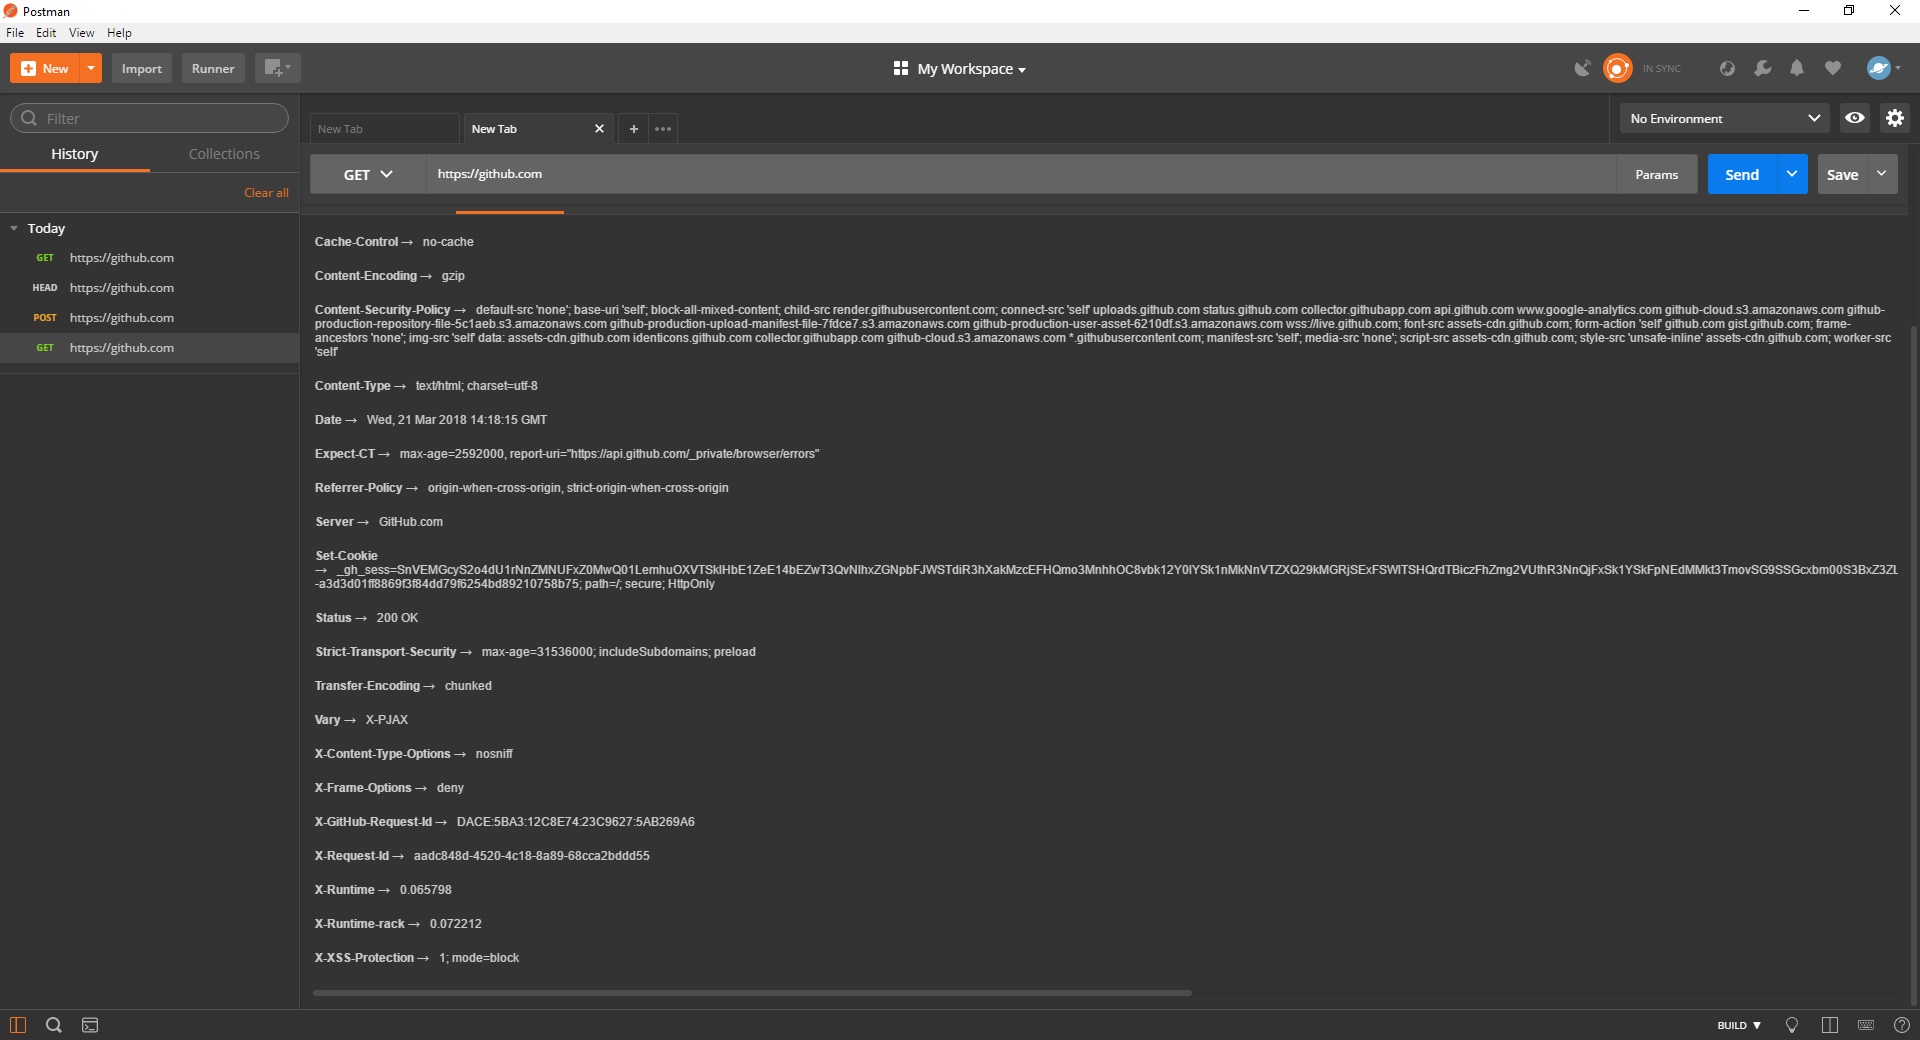 Postman
File Edit View Help
New Import Runner My Workspace IN SYNC
Filter
History Collections
Clear all
Today
GET https://github.com
HEAD https://github.com
POST https://github.com
GET https://github.com
New Tab New Tab No Environment
GET https://github.com Params Send Save
Cache-Control → no-cache
Content-Encoding → gzip
Content-Security-Policy → default-src 'none'; base-uri 'self'; block-all-mixed-content; child-src render.githubusercontent.com; connect-src 'self' uploads.github.com status.github.com collector.githubapp.com api.github.com www.google-analytics.com github-cloud.s3.amazonaws.com github-
production-repository-file-5c1aeb.s3.amazonaws.com github-production-upload-manifest-file-7fdce7.s3.amazonaws.com github-production-user-asset-6210df.s3.amazonaws.com wss://live.github.com; font-src assets-cdn.github.com; form-action 'self' github.com gist.github.com; frame-
ancestors 'none'; img-src 'self' data: assets-cdn.github.com identicons.github.com collector.githubapp.com github-cloud.s3.amazonaws.com *.githubusercontent.com; manifest-src 'self'; media-src 'none'; script-src assets-cdn.github.com; style-src 'unsafe-inline' assets-cdn.github.com; worker-src
'self'
Content-Type → text/html; charset=utf-8
Date → Wed, 21 Mar 2018 14:18:15 GMT
Expect-CT → max-age=2592000, report-uri="https://api.github.com/_private/browser/errors"
Referrer-Policy → origin-when-cross-origin, strict-origin-when-cross-origin
Server → GitHub.com
Set-Cookie
→
-a3d3d01ff8869f3f84dd79f6254bd89210758b75; path=/; secure; HttpOnly
Status → 200 OK
Strict-Transport-Security → max-age=31536000; includeSubdomains; preload
Transfer-Encoding → chunked
Vary → X-PJAX
X-Content-Type-Options → nosniff
X-Frame-Options → deny
X-GitHub-Request-Id → DACE:5BA3:12C8E74:23C9627:5AB269A6
X-Request-Id → aadc848d-4520-4c18-8a89-68cca2bddd55
X-Runtime → 0.065798
X-Runtime-rack → 0.072212
X-XSS-Protection → 1; mode=block
BUILD